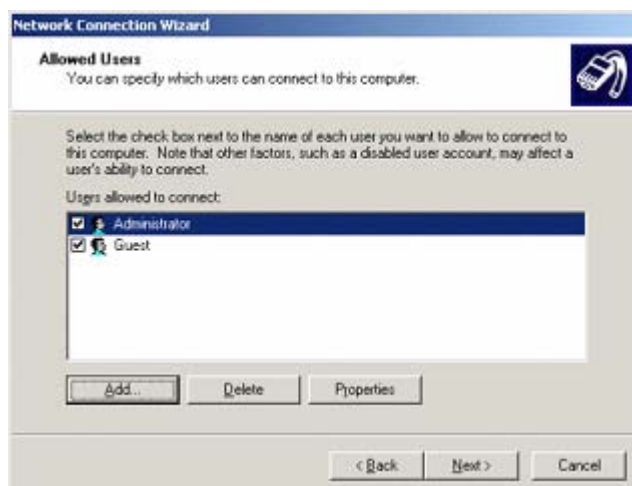 Network Connection Wizard
Allowed Users
You can specify which users can connect to this computer.
Select the check box next to the name of each user you want to allow to connect to
this computer. Note that other factors, such as a disabled user account, may affect a
user's ability to connect.
Users allowed to connect:
Administrator
Guest
Add...
Delete
Properties
< Back
Next >
Cancel